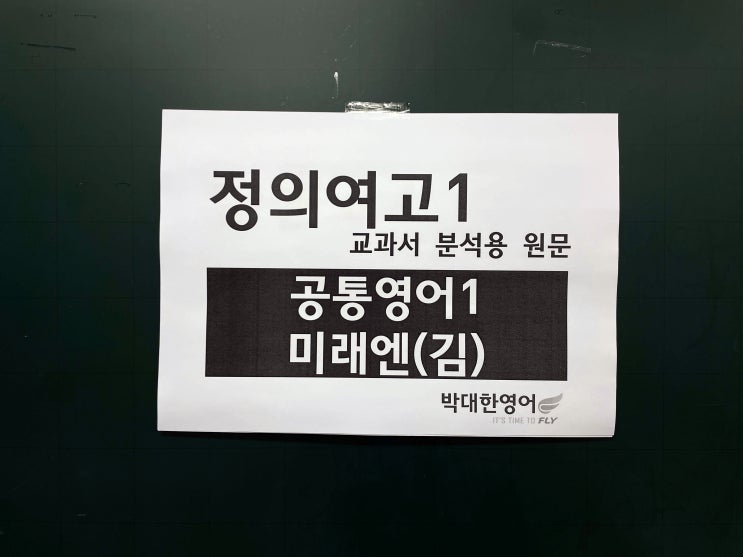 정의여고1
교과서 분석용 원문
공통영어1
미래엔(김)
박대한영어
IT'S TIME TO FLY